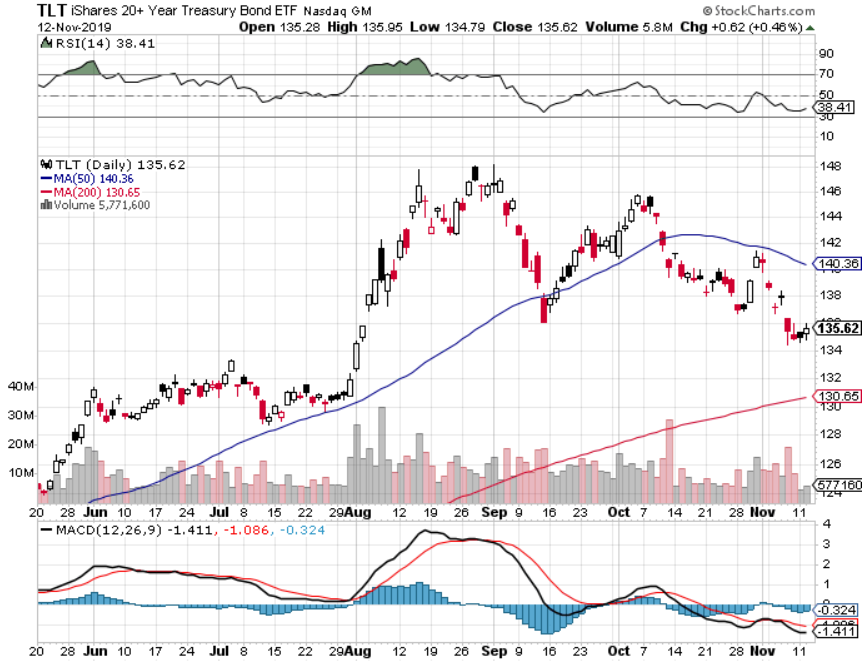 TLT iShares 20+ Year Treasury Bond ETF Nasdaq GM © StockCharts.com
12-Nov-2019 Open 135.28 High 135.95 Low 134.79 Close 135.62 Volume 5.8M Chg +0.62 (+0.46%)
RSI(14) 38.41
90
70
50
38.41
30
10
TLT (Daily) 135.62
MA(50) 140.36
MA(200) 130.65
Volume 5,771,600
148
146
144
142
140.36
138
136
135.62
134
132
130.65
130
128
126
124
5771600
40M
30M
20M
10M
20 28 Jun 10 17 24 Jul 8 15 22 29 Aug 12 19 26 Sep 9 16 23 Oct 7 14 21 28 Nov 11
MACD(12,26,9) -1.411, -1.086, -0.324
4
3
2
1
0
-0.324
-1.086
-1.411
20 28 Jun 10 17 24 Jul 8 15 22 29 Aug 12 19 26 Sep 9 16 23 Oct 7 14 21 28 Nov 11